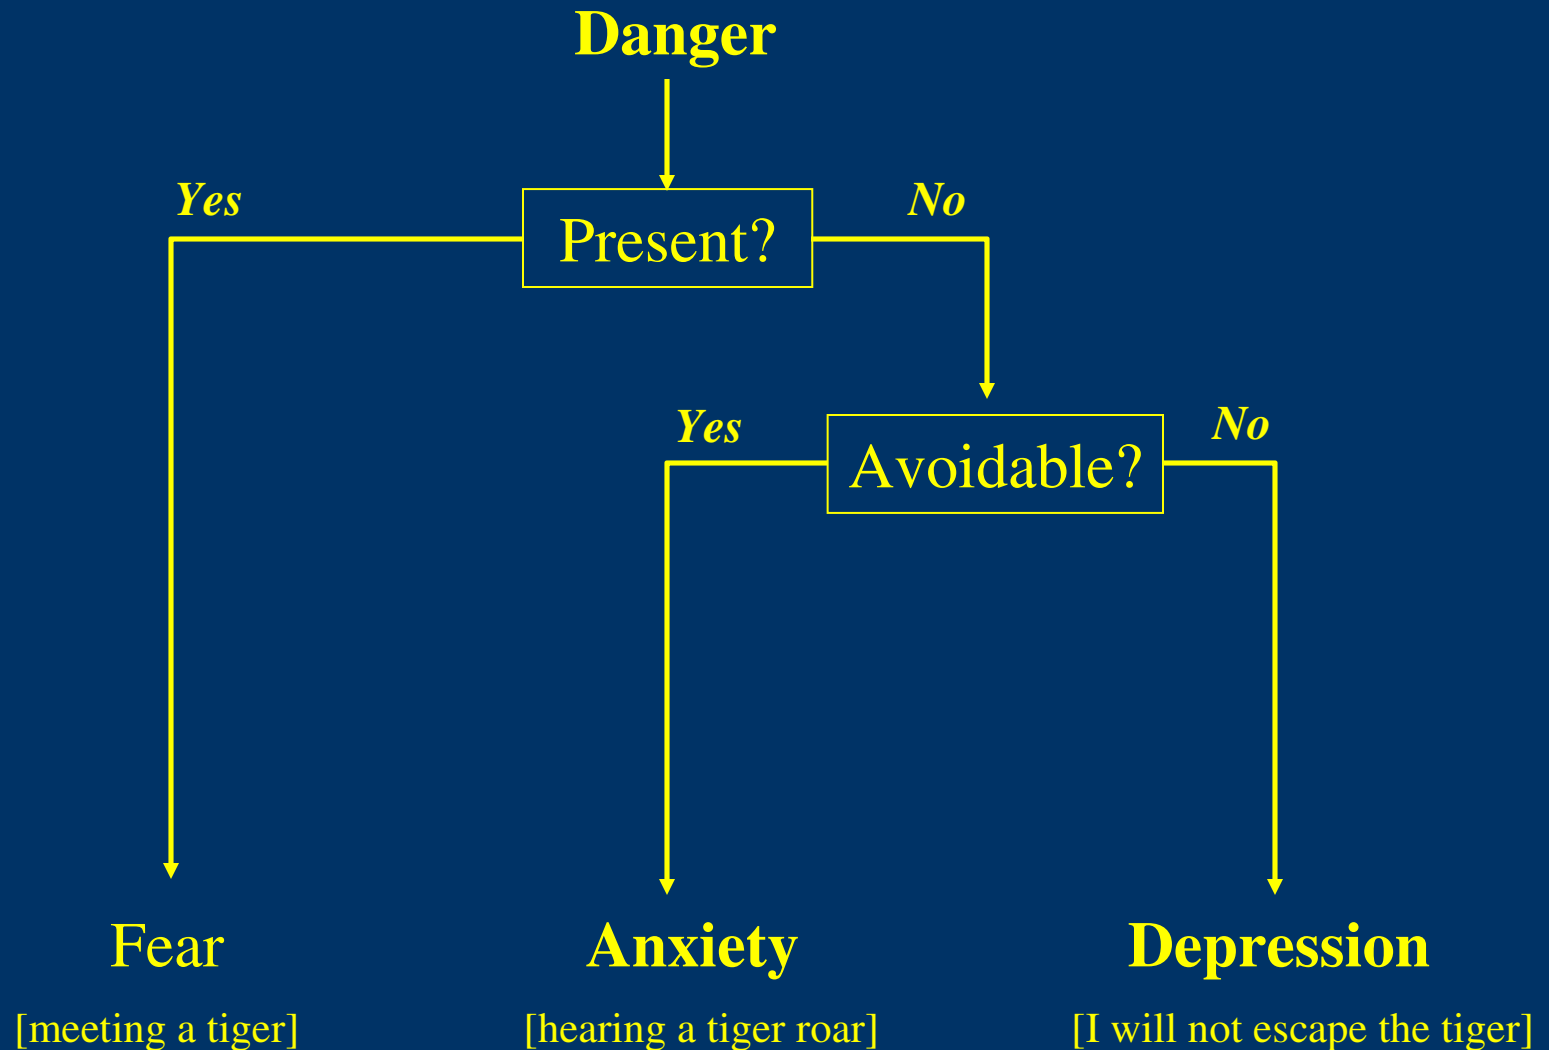 Danger
Yes
No
Present?
Yes
No
Avoidable?
Fear
Anxiety
Depression
[meeting a tiger]
[hearing a tiger roar]
[I will not escape the tiger]